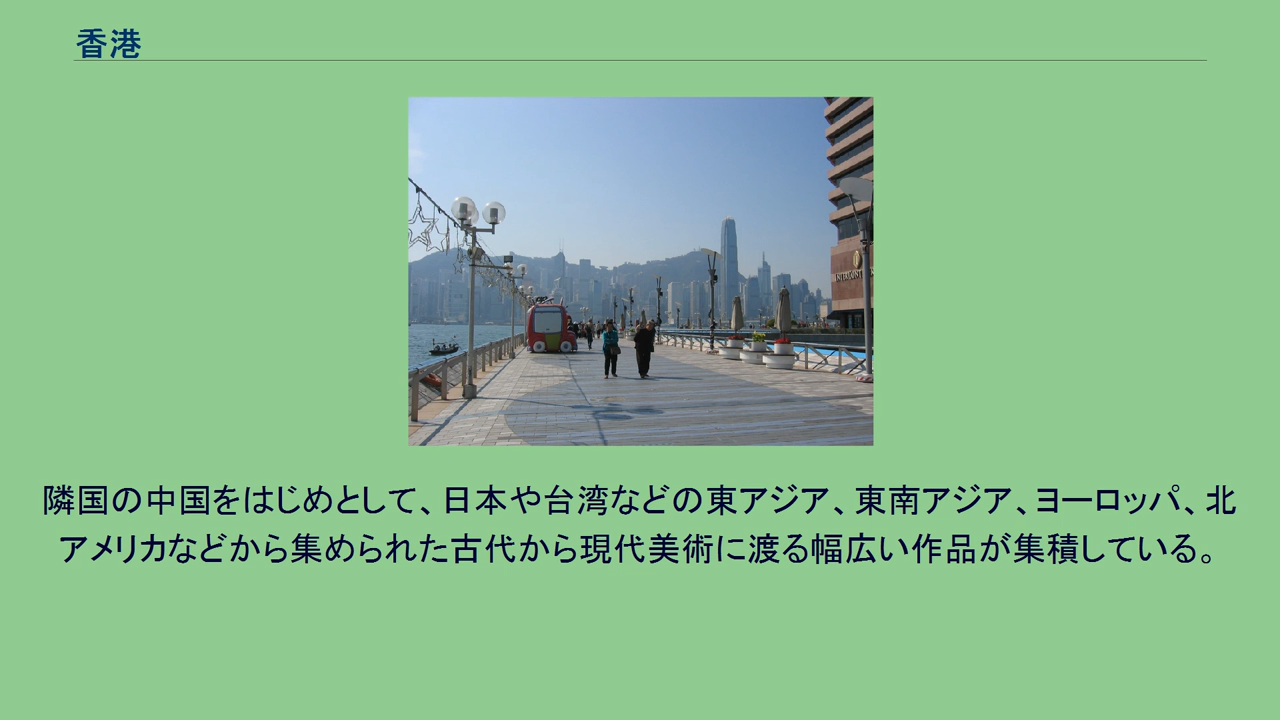 香港
隣国の中国をはじめとして、日本や台湾などの東アジア、東南アジア、ヨーロッパ、北
アメリカなどから集められた古代から現代美術に渡る幅広い作品が集積している。